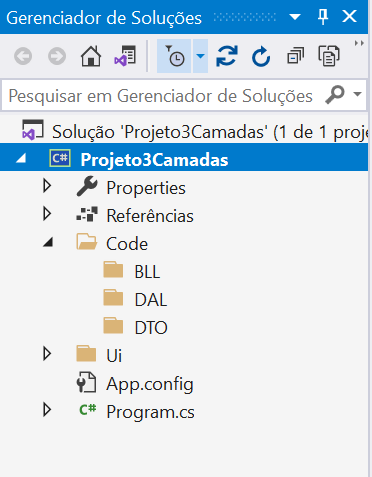 Gerenciador de Soluções
Pesquisar em Gerenciador de Soluções
Solução 'Projeto3Camadas' (1 de 1 proje
C# Projeto3Camadas
Properties
Referências
Code
BLL
DAL
DTO
Ui
App.config
C# Program.cs